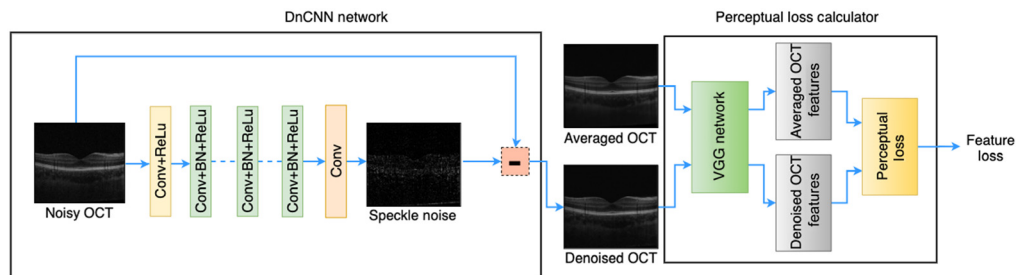 DnCNN network
Perceptual loss calculator
Noisy OCT
Conv+ReLu
Conv+BN+ReLu
Conv+BN+ReLu
Conv+BN+ReLu
Conv
Speckle noise
-
Averaged OCT
Denoised OCT
VGG network
Averaged OCT
features
Denoised OCT
features
Perceptual
loss
Feature
loss